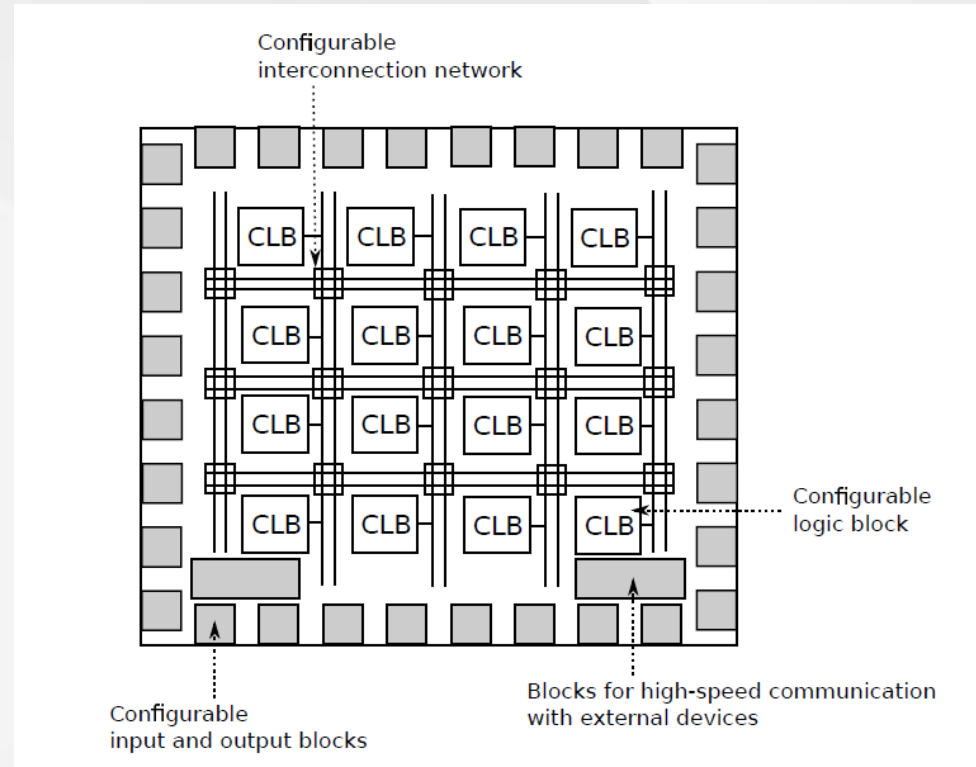 Configurable
interconnection network
CLB CLB CLB CLB
CLB CLB CLB CLB
CLB CLB CLB CLB
CLB CLB CLB CLB
Configurable
logic block
Blocks for high-speed communication
with external devices
Configurable
input and output blocks